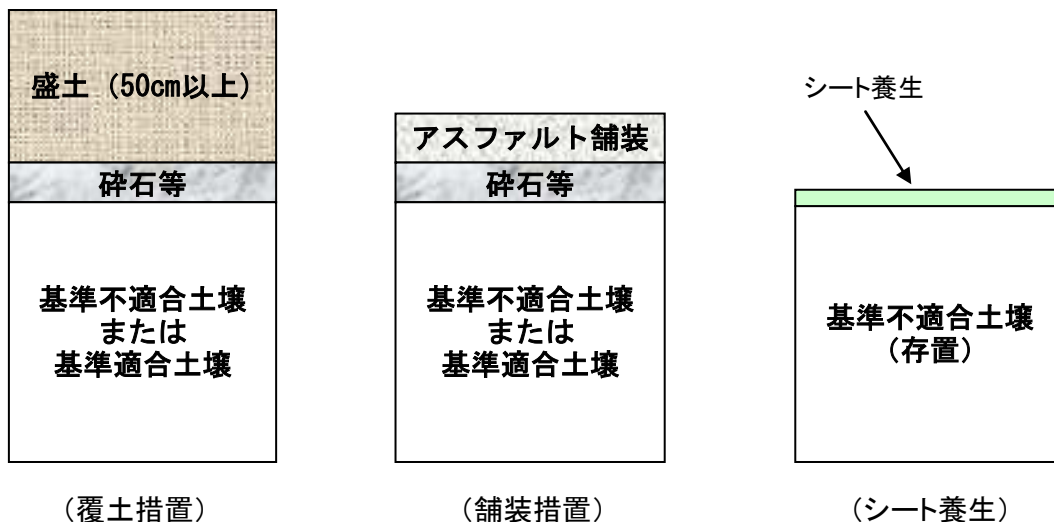 盛土（50cm以上）
砕石等
基準不適合土壌
または
基準適合土壌
（覆土措置）
アスファルト舗装
砕石等
基準不適合土壌
または
基準適合土壌
（舗装措置）
シート養生
基準不適合土壌
（存置）
（シート養生）